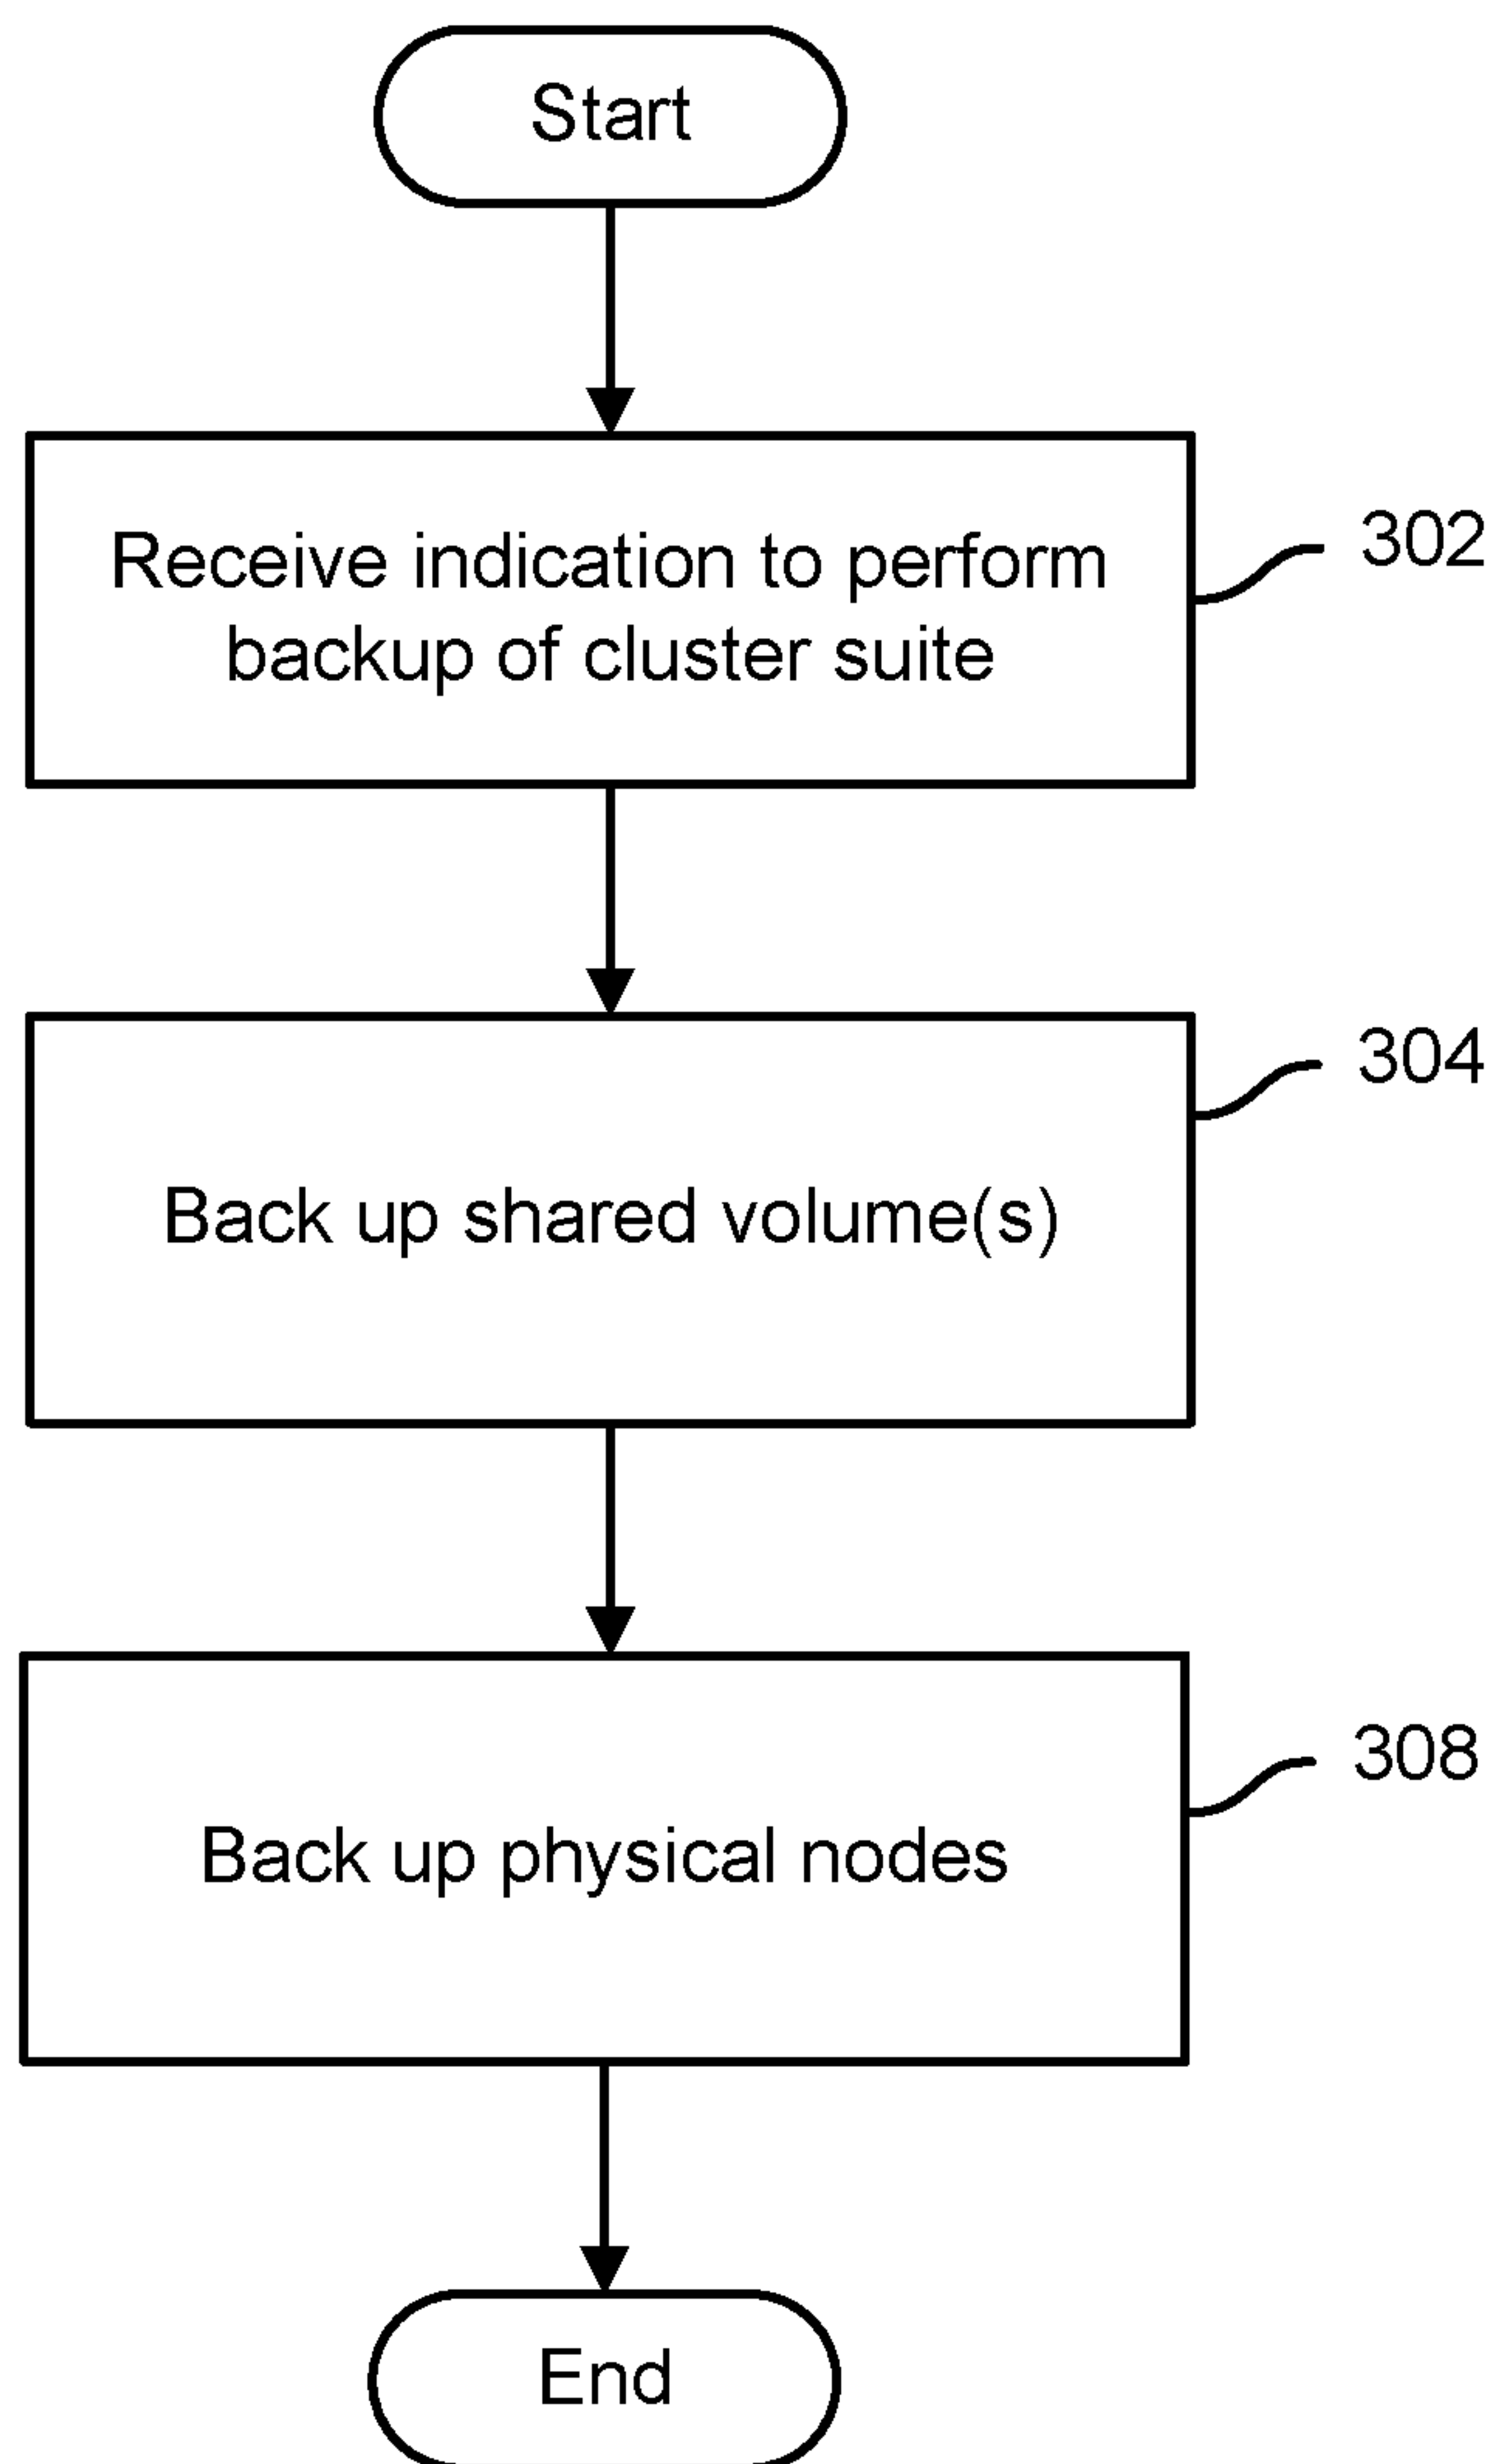 Start
Receive indication to perform
backup of cluster suite
302
304
Back up shared volume(s)
308
Back up physical nodes
End